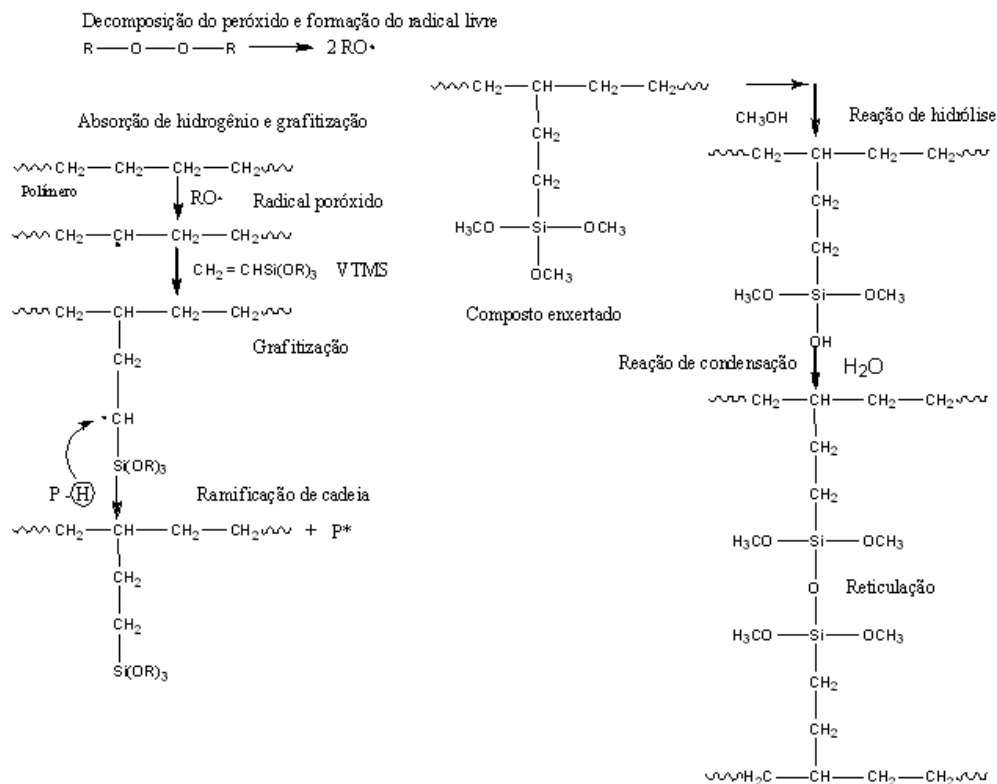 Decomposição do peróxido e formação do radical livre
R—O—O—R ⟶ 2 RO•
Absorção de hidrogênio e grafitização
CH₂—CH₂—CH₂—CH₂
Polímero
RO•
Radical poróxido
CH₂—CH—CH₂—CH₂
CH₂ = CHSi(OR)₃ VTMS
CH₂—CH—CH₂—CH₂
Grafitização
CH₂
•CH
Si(OR)₃
P -H
Ramificação de cadeia
CH₂—CH—CH₂—CH₂ + P*
CH₂
CH₂
Si(OR)₃
CH₂—CH—CH₂—CH₂
CH₂
CH₂
H₃CO—Si—OCH₃
OCH₃
Composto enxertado
CH₃OH
Reação de hidrólise
CH₂—CH—CH₂—CH₂
CH₂
CH₂
H₃CO—Si—OCH₃
OH
Reação de condensação
H₂O
CH₂—CH—CH₂—CH₂
CH₂
CH₂
H₃CO—Si—OCH₃
O
Reticulação
H₃CO—Si—OCH₃
CH₂
CH₂
H₂C—CH—CH₂—CH₂